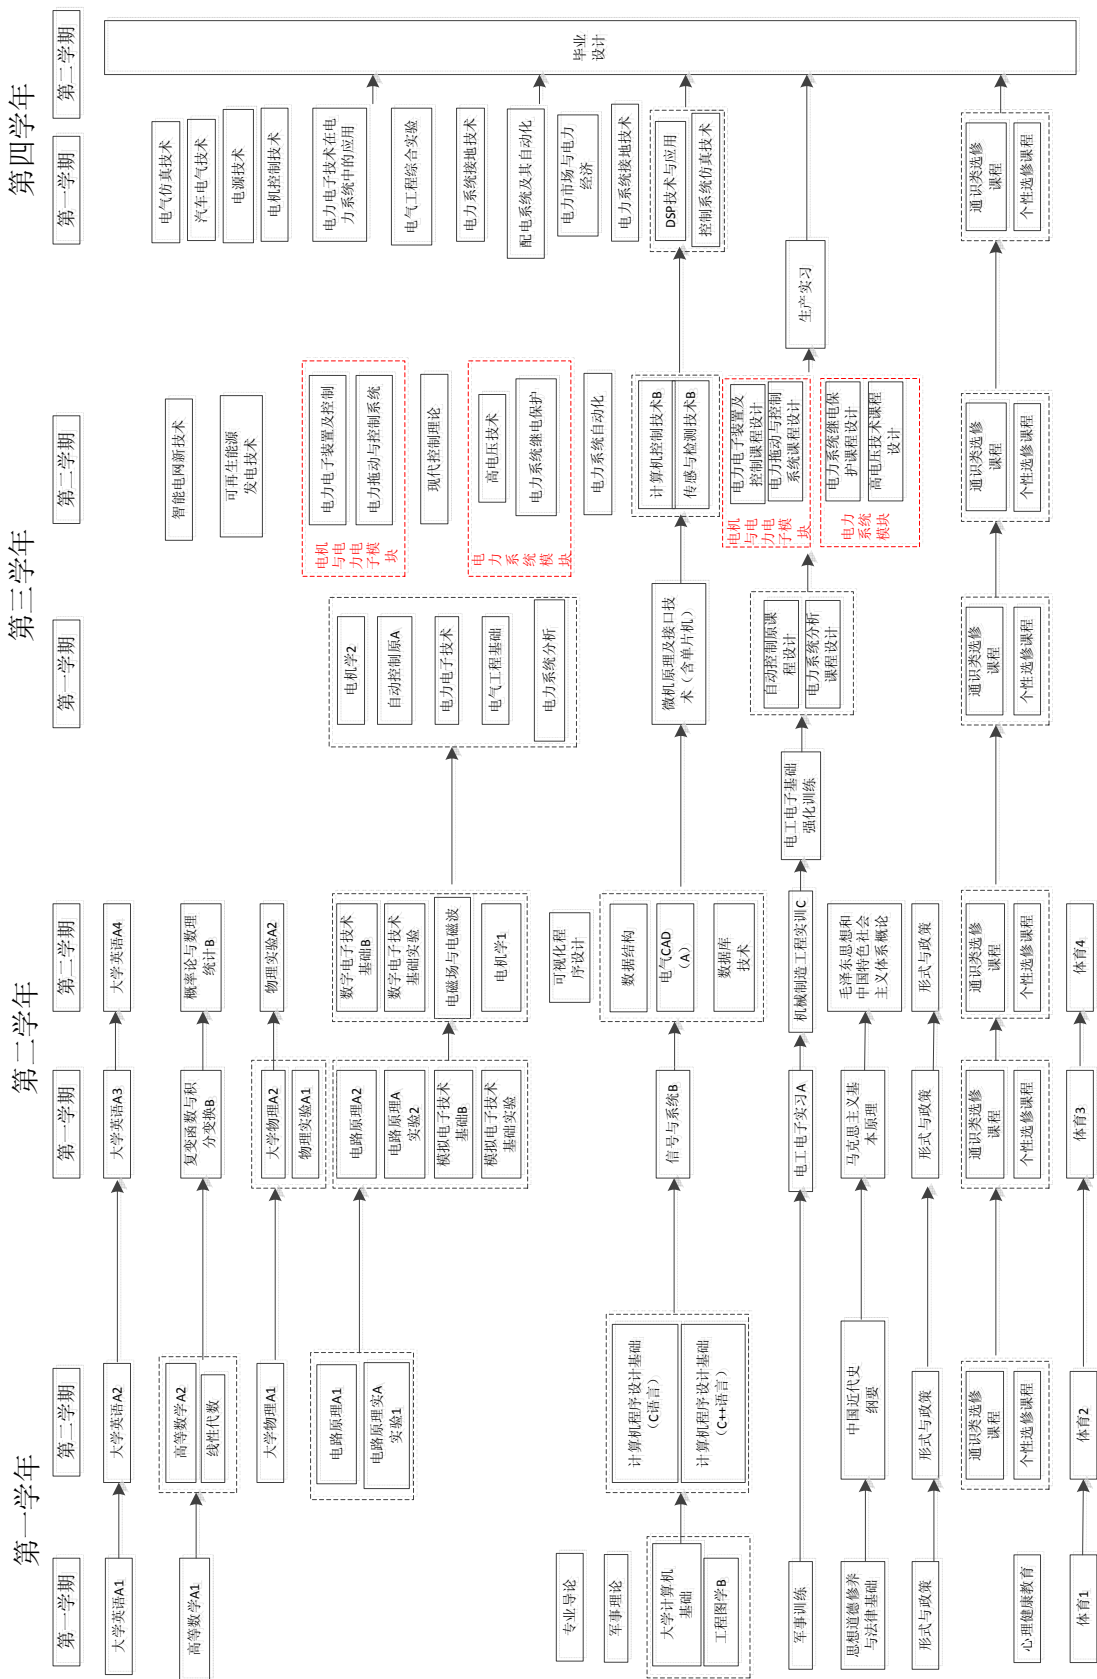 第一学年
第二学年
第三学年
第四学年
第一学期
第二学期
第一学期
第二学期
第一学期
第二学期
第一学期
第二学期
大学英语A1
大学英语A2
大学英语A3
大学英语A4
高等数学A1
高等数学A2
线性代数
复变函数与积
分变换B
概率论与数理
统计B
大学物理A1
大学物理A2
物理实验A1
物理实验A2
电路原理A1
电路原理实A
实验1
电路原理A2
电路原理A
实验2
模拟电子技术
基础B
模拟电子技术
基础实验
数字电子技术
基础B
数字电子技术
基础实验
电磁场与电磁波
电机学1
电机学2
自动控制原A
电力电子技术
电气工程基础
电力系统分析
智能电网新技术
可再生能源
发电技术
电机
与电
力电
子模
块
电力电子装置及控制
电力拖动与控制系统
现代控制理论
电
力
系
统
模
块
高电压技术
电力系统继电保护
电力系统自动化
电气仿真技术
汽车电气技术
电源技术
电机控制技术
电力电子技术在电
力系统中的应用
电气工程综合实验
电力系统接地技术
配电系统及其自动化
电力市场与电力
经济
电力系统接地技术
毕业
设计
专业导论
军事理论
大学计算机
基础
工程图学B
计算机程序设计基础
（C语言）
计算机程序设计基础
（C++语言）
信号与系统B
可视化程
序设计
数据结构
电气CAD
（A）
数据库
技术
微机原理及接口技
术（含单片机）
计算机控制技术B
传感与检测技术B
DSP技术与应用
控制系统仿真技术
军事训练
电工电子实习A
机械制造工程实训C
电工电子基础
强化训练
自动控制原课
程设计
电力系统分析
课程设计
电机
与电
力电
子模
块
电力电子装置及
控制课程设计
电力拖动与控制
系统课程设计
电力
系统
模块
电力系统继电保
护课程设计
高电压技术课程
设计
生产实习
思想道德修养
与法律基础
中国近代史
纲要
马克思主义基
本原理
毛泽东思想和
中国特色社会
主义体系概论
形式与政策
形式与政策
形式与政策
形式与政策
通识类选修
课程
个性选修课程
通识类选修
课程
个性选修课程
通识类选修
课程
个性选修课程
通识类选修
课程
个性选修课程
通识类选修
课程
个性选修课程
通识类选修
课程
个性选修课程
心理健康教育
体育1
体育2
体育3
体育4